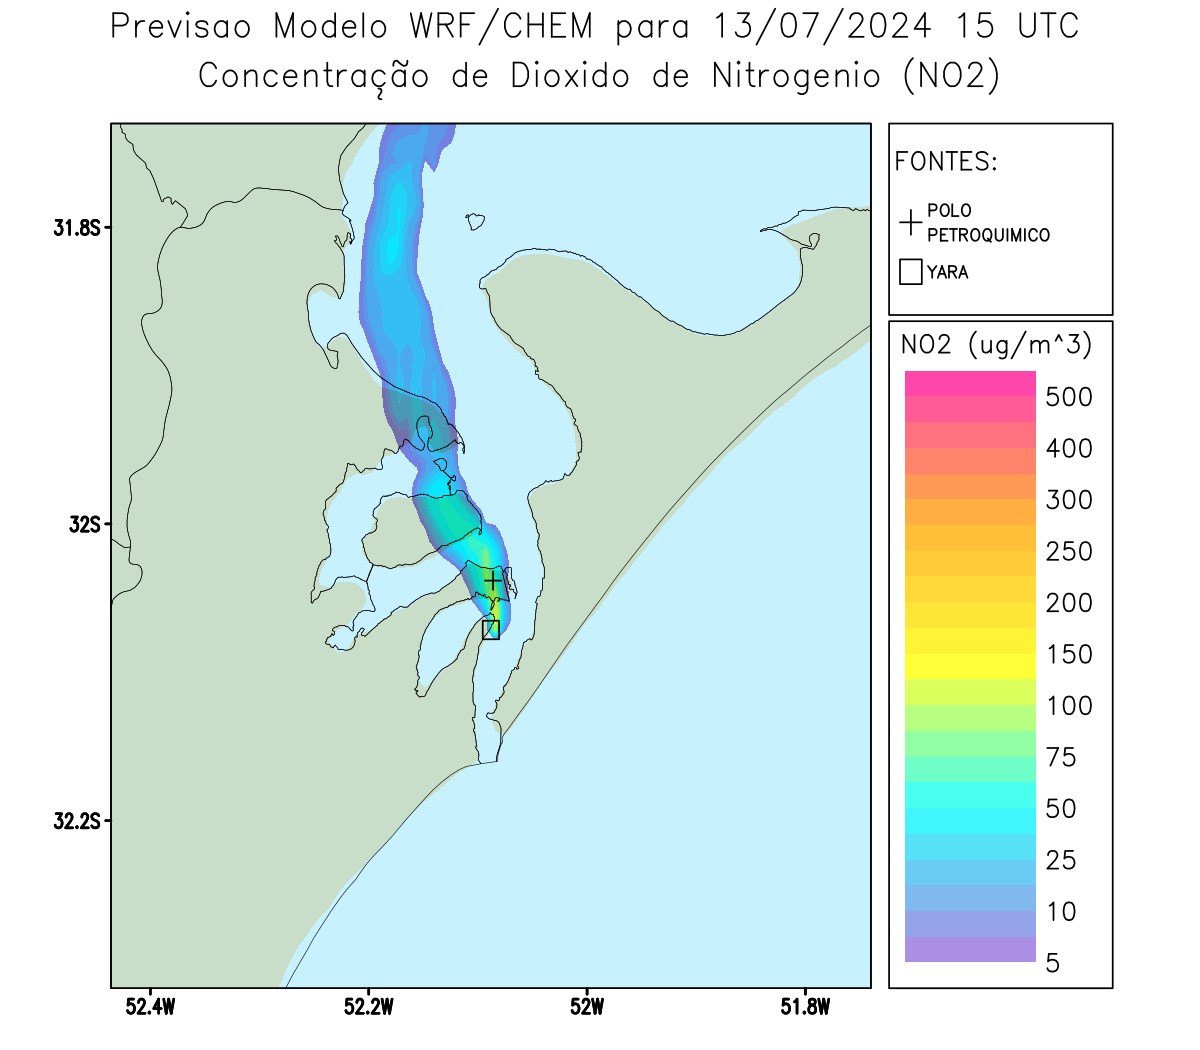 Previsao Modelo WRF/CHEM para 13/07/2024 15 UTC
Concentração de Dioxido de Nitrogenio (NO2)
FONTES:
POLO
PETROQUIMICO
YARA
NO2 (ug/m^3)
500
400
300
250
200
150
100
75
50
25
10
5
31.8S
32S
32.2S
52.4W
52.2W
52W
51.8W